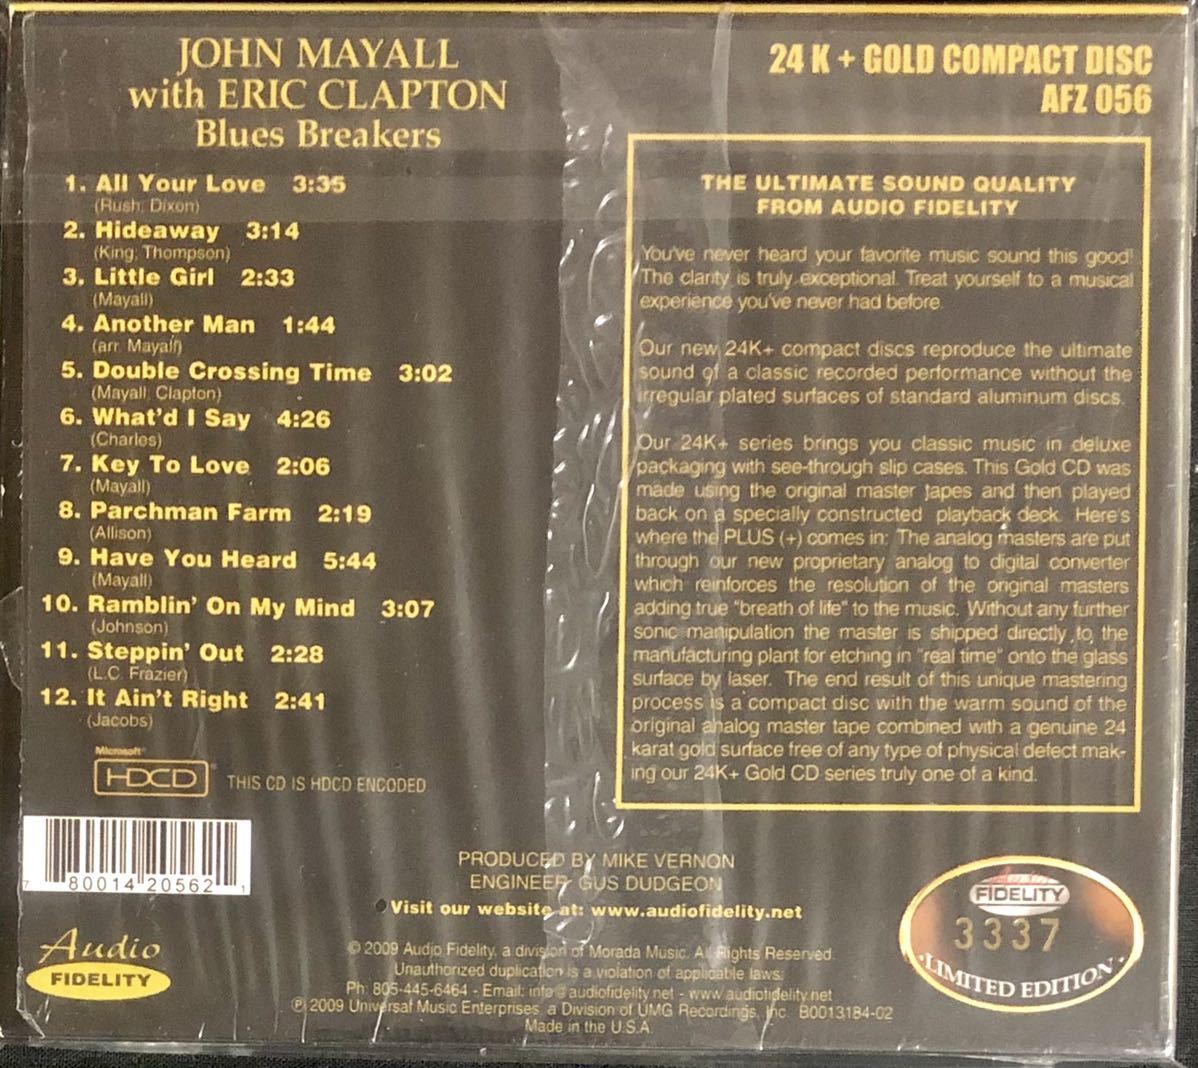 JOHN MAYALL
with ERIC CLAPTON
Blues Breakers
1. All Your Love 3:35
(Rush; Dixon)
2. Hideaway 3:14
(King; Thompson)
3. Little Girl 2:33
(Mayall)
4. Another Man 1:44
(arr. Mayall)
5. Double Crossing Time 3:02
(Mayall; Clapton)
6. What'd I Say 4:26
(Charles)
7. Key To Love 2:06
(Mayall)
8. Parchman Farm 2:19
(Allison)
9. Have You Heard 5:44
(Mayall)
10. Ramblin' On My Mind 3:07
(Johnson)
11. Steppin' Out 2:28
(L.C. Frazier)
12. It Ain't Right 2:41
(Jacobs)
Microsoft®
HDCD® THIS CD IS HDCD ENCODED
7 80014 20562 1
Audio
FIDELITY
24 K + GOLD COMPACT DISC
AFZ 056
THE ULTIMATE SOUND QUALITY
FROM AUDIO FIDELITY
You've never heard your favorite music sound this good!
The clarity is truly exceptional. Treat yourself to a musical
experience you've never had before.
Our new 24K+ compact discs reproduce the ultimate
sound of a classic recorded performance without the
irregular plated surfaces of standard aluminum discs.
Our 24K+ series brings you classic music in deluxe
packaging with see-through slip cases. This Gold CD was
made using the original master tapes and then played
back on a specially constructed playback deck. Here's
where the PLUS (+) comes in: The analog masters are put
through our new proprietary analog to digital converter
which reinforces the resolution of the original masters
adding true "breath of life" to the music. Without any further
sonic manipulation the master is shipped directly to the
manufacturing plant for etching in "real time" onto the glass
surface by laser. The end result of this unique mastering
process is a compact disc with the warm sound of the
original analog master tape combined with a genuine 24
karat gold surface free of any type of physical defect mak-
ing our 24K+ Gold CD series truly one of a kind.
PRODUCED BY MIKE VERNON
ENGINEER: GUS DUDGEON
Visit our website at: www.audiofidelity.net
© 2009 Audio Fidelity, a division of Morada Music. All Rights Reserved.
Unauthorized duplication is a violation of applicable laws.
Ph: 805-445-6464 - Email: info@audiofidelity.net - www.audiofidelity.net
℗ 2009 Universal Music Enterprises, a Division of UMG Recordings, Inc. B0013184-02
Made in the U.S.A.
FIDELITY
3337
·LIMITED EDITION·